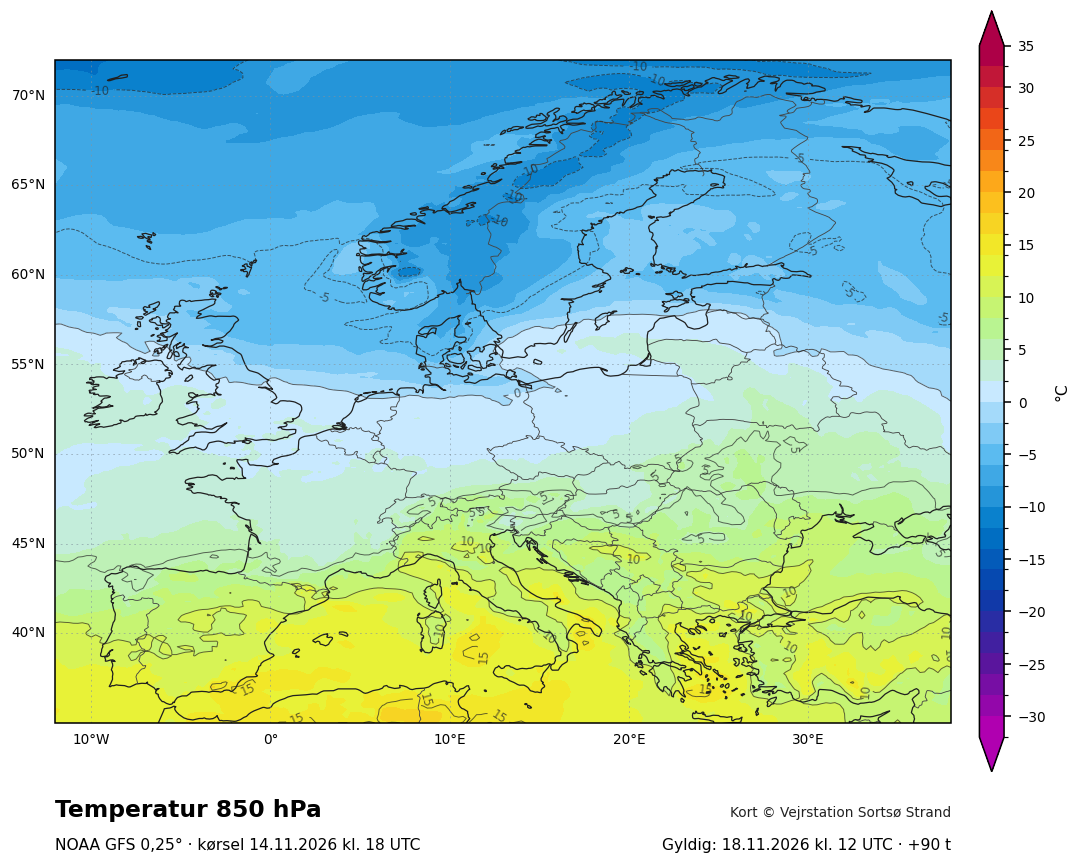 70°N
65°N
60°N
55°N
50°N
45°N
40°N
10°W
0°
10°E
20°E
30°E
35
30
25
20
15
10
5
0
−5
−10
−15
−20
−25
−30
°C
Temperatur 850 hPa
Kort © Vejrstation Sortsø Strand
NOAA GFS 0,25° · kørsel 14.11.2026 kl. 18 UTC
Gyldig: 18.11.2026 kl. 12 UTC · +90 t